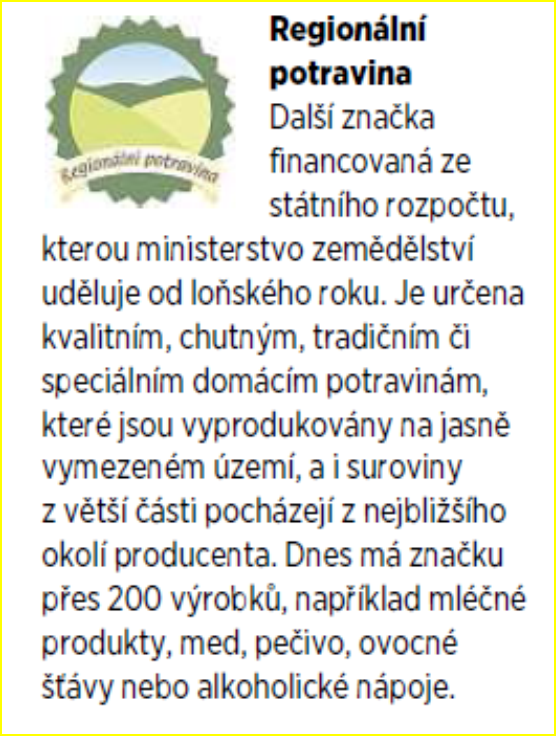 Regionální
potravina
Další značka
financovaná ze
státního rozpočtu,
Regionální potravina
kterou ministerstvo zemědělství
uděluje od loňského roku. Je určena
kvalitním, chutným, tradičním či
speciálním domácím potravinám,
které jsou vyprodukovány na jasně
vymezeném území, a i suroviny
z větší části pocházejí z nejbližšího
okolí producenta. Dnes má značku
přes 200 výrobků, například mléčné
produkty, med, pečivo, ovocné
šťávy nebo alkoholické nápoje.